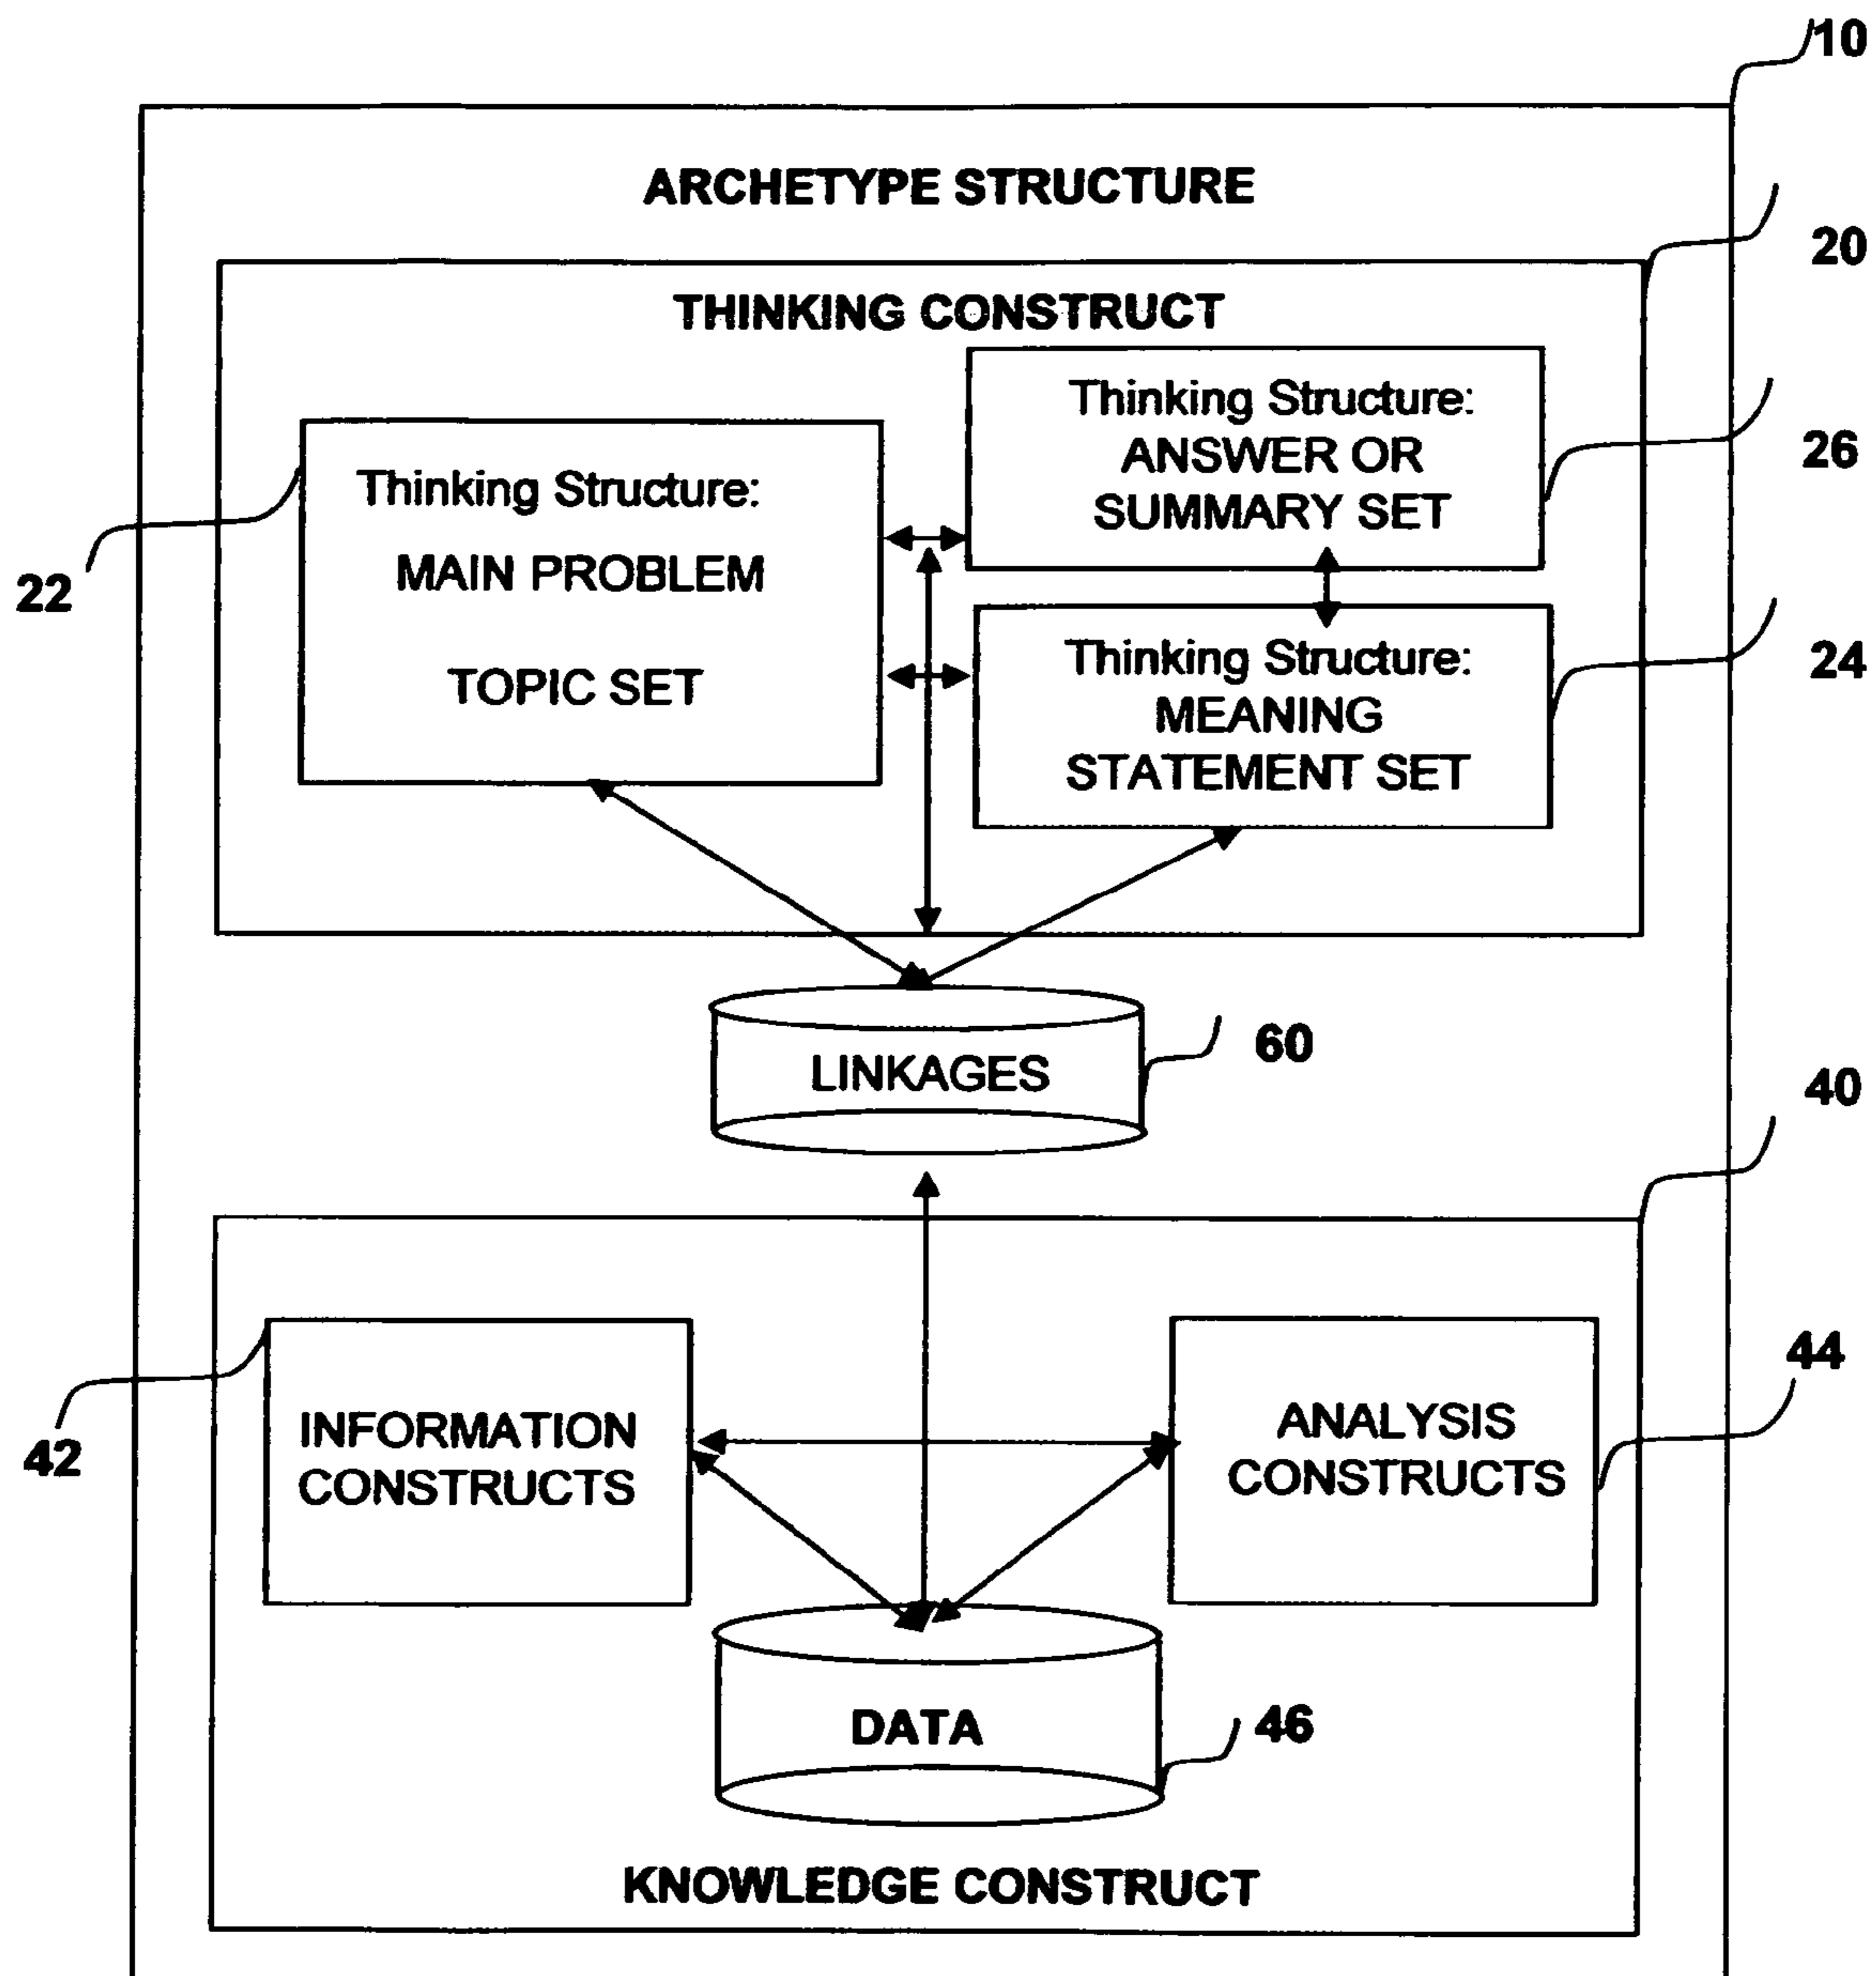 10
ARCHETYPE STRUCTURE
20
THINKING CONSTRUCT
Thinking Structure:
ANSWER OR
SUMMARY SET
26
Thinking Structure:
MAIN PROBLEM
TOPIC SET
22
Thinking Structure:
MEANING
STATEMENT SET
24
LINKAGES
60
40
INFORMATION
CONSTRUCTS
42
ANALYSIS
CONSTRUCTS
44
DATA
46
KNOWLEDGE CONSTRUCT